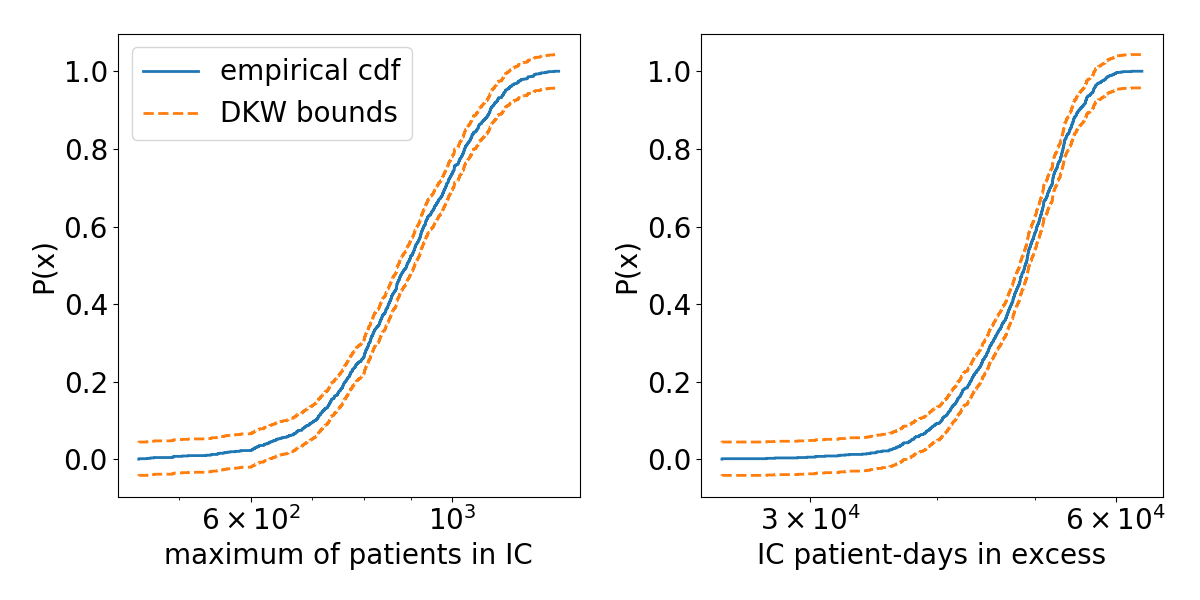 empirical cdf
DKW bounds
P(x)
1.0
0.8
0.6
0.4
0.2
0.0
6 × 10²
10³
maximum of patients in IC
P(x)
1.0
0.8
0.6
0.4
0.2
0.0
3 × 10⁴
6 × 10⁴
IC patient-days in excess